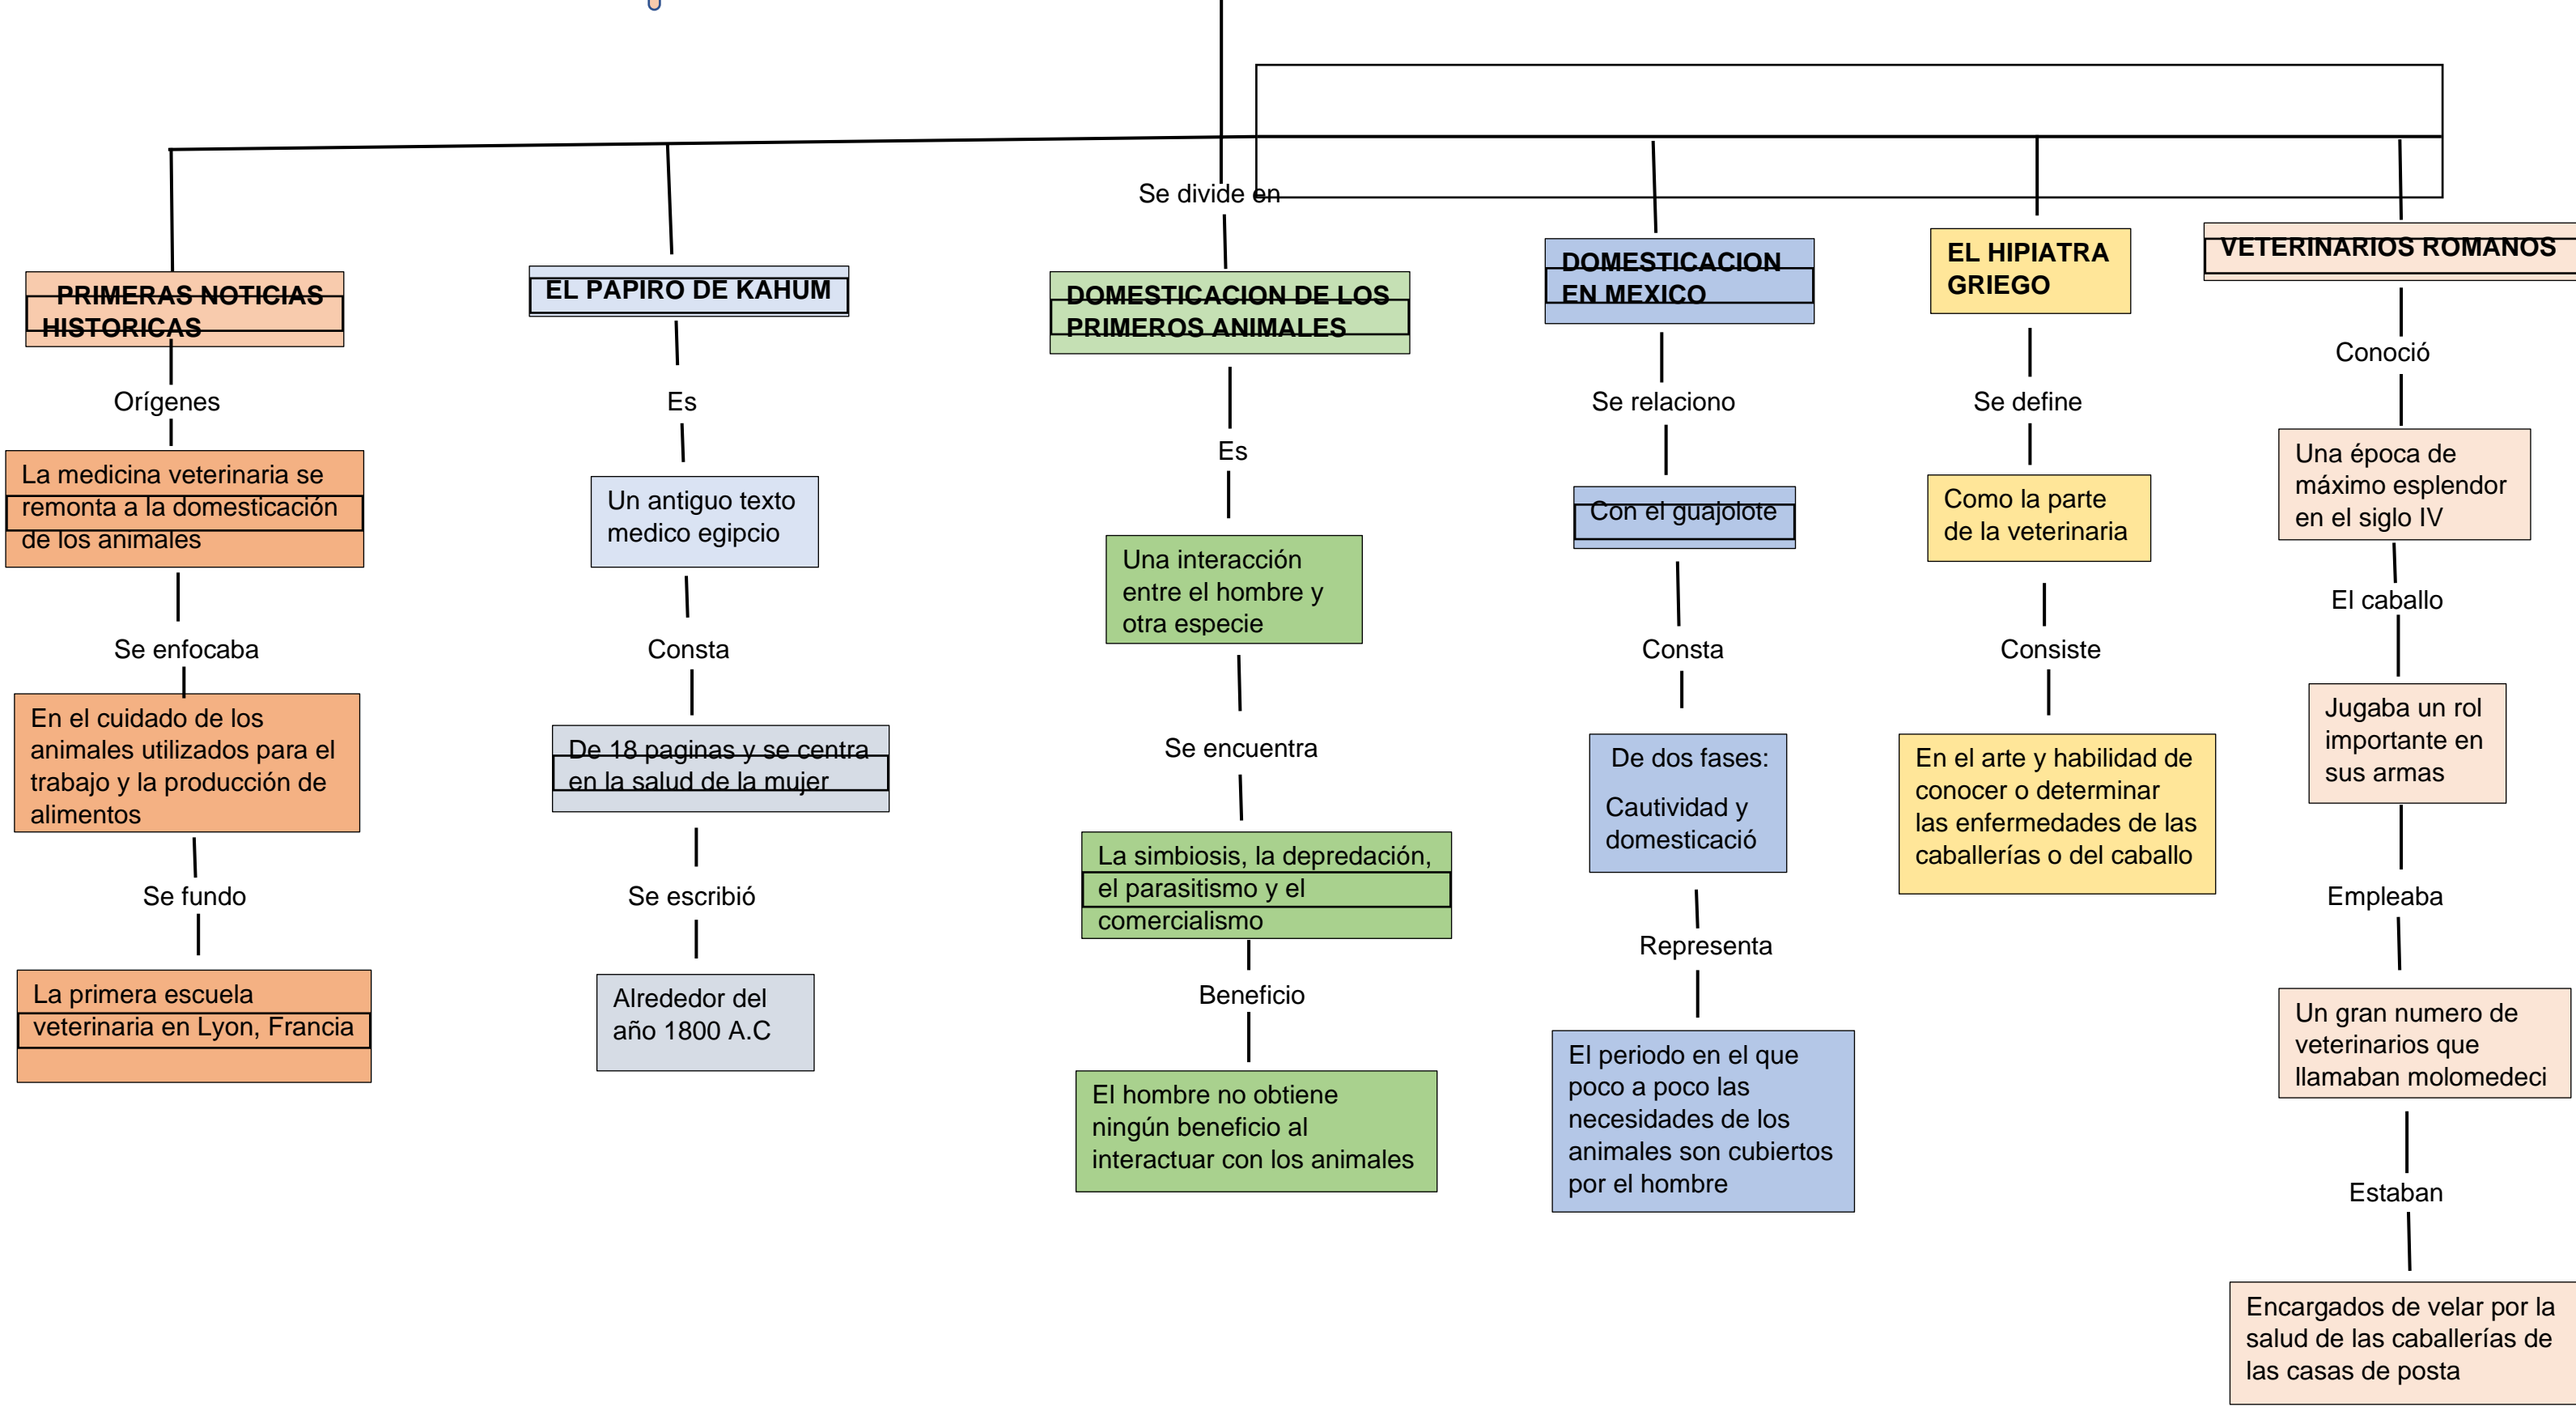 Se divide en
PRIMERAS NOTICIAS
HISTORICAS
Orígenes
La medicina veterinaria se
remonta a la domesticación
de los animales
Se enfocaba
En el cuidado de los
animales utilizados para el
trabajo y la producción de
alimentos
Se fundo
La primera escuela
veterinaria en Lyon, Francia
EL PAPIRO DE KAHUM
Es
Un antiguo texto
medico egipcio
Consta
De 18 paginas y se centra
en la salud de la mujer
Se escribió
Alrededor del
año 1800 A.C
DOMESTICACION DE LOS
PRIMEROS ANIMALES
Es
Una interacción
entre el hombre y
otra especie
Se encuentra
La simbiosis, la depredación,
el parasitismo y el
comercialismo
Beneficio
El hombre no obtiene
ningún beneficio al
interactuar con los animales
DOMESTICACION
EN MEXICO
Se relaciono
Con el guajolote
Consta
De dos fases:
Cautividad y
domesticació
Representa
El periodo en el que
poco a poco las
necesidades de los
animales son cubiertos
por el hombre
EL HIPIATRA
GRIEGO
Se define
Como la parte
de la veterinaria
Consiste
En el arte y habilidad de
conocer o determinar
las enfermedades de las
caballerías o del caballo
VETERINARIOS ROMANOS
Conoció
Una época de
máximo esplendor
en el siglo IV
El caballo
Jugaba un rol
importante en
sus armas
Empleaba
Un gran numero de
veterinarios que
llamaban molomedeci
Estaban
Encargados de velar por la
salud de las caballerías de
las casas de posta